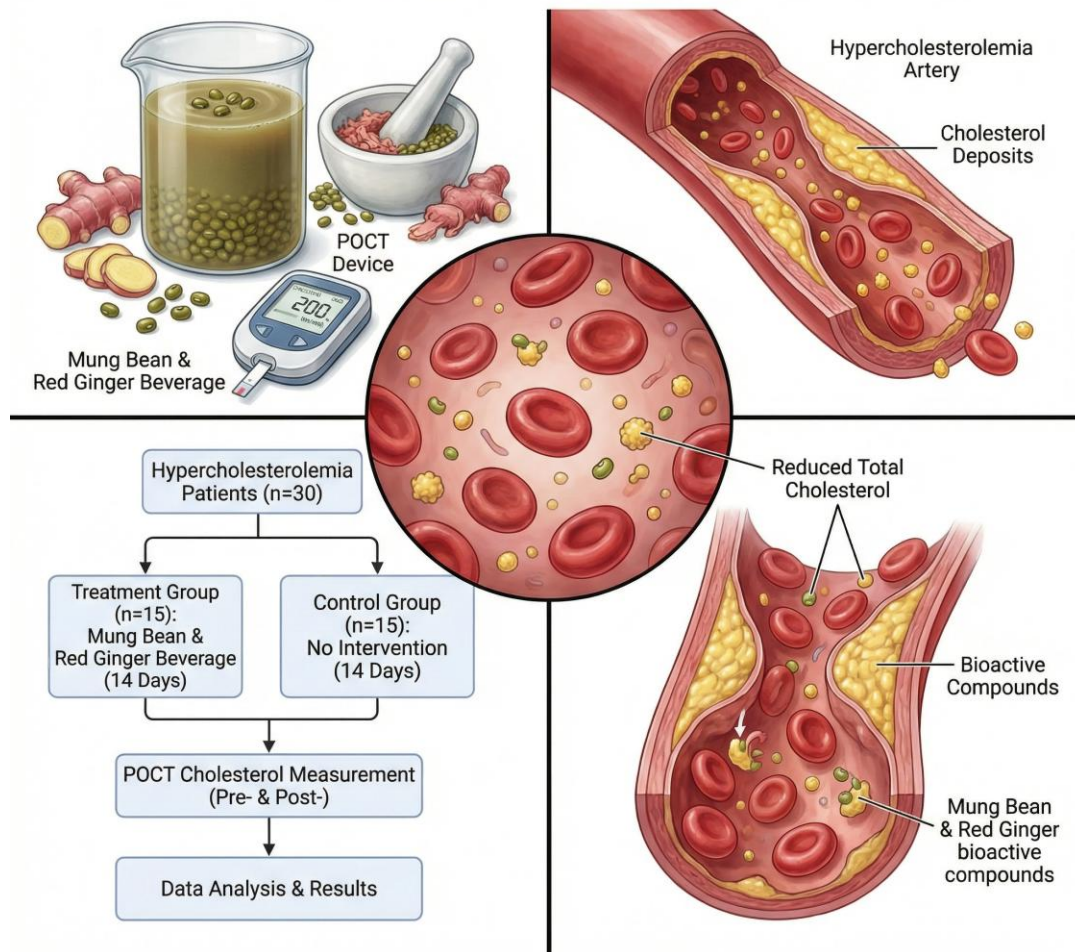 POCT
Device
Mung Bean &
Red Ginger Beverage
200
Hypercholesterolemia
Artery
Cholesterol
Deposits
Hypercholesterolemia
Patients (n=30)
Treatment Group
(n=15):
Mung Bean &
Red Ginger Beverage
(14 Days)
Control Group
(n=15):
No Intervention
(14 Days)
POCT Cholesterol Measurement
(Pre- & Post-)
Data Analysis & Results
Reduced Total
Cholesterol
Bioactive
Compounds
Mung Bean
& Red Ginger
bioactive
compounds